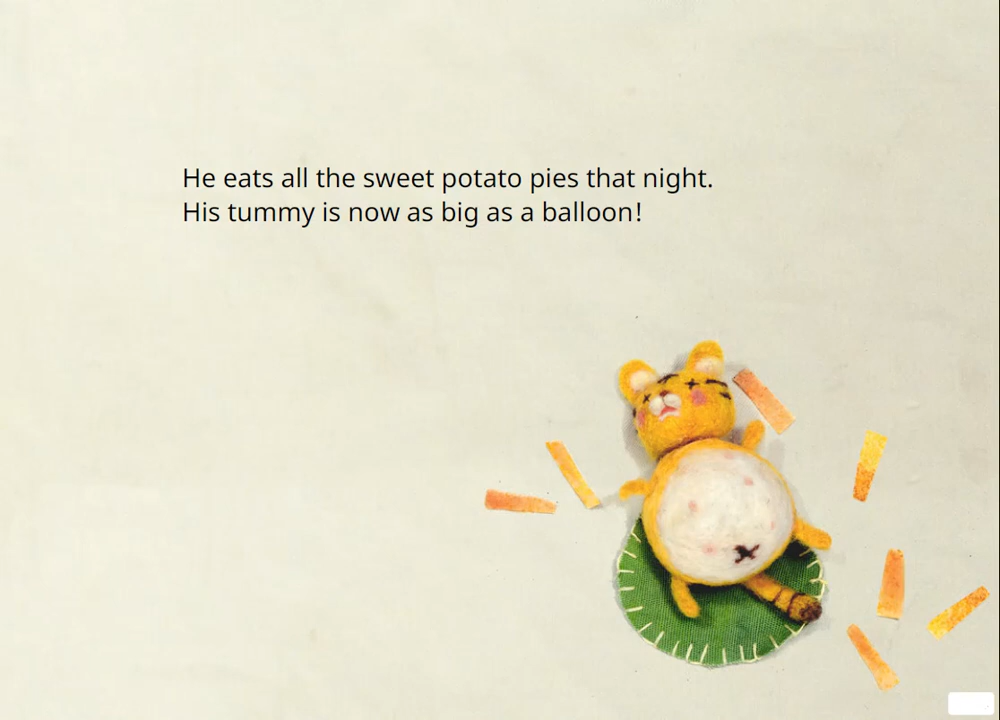 He eats all the sweet potato pies that night.
His tummy is now as big as a balloon!